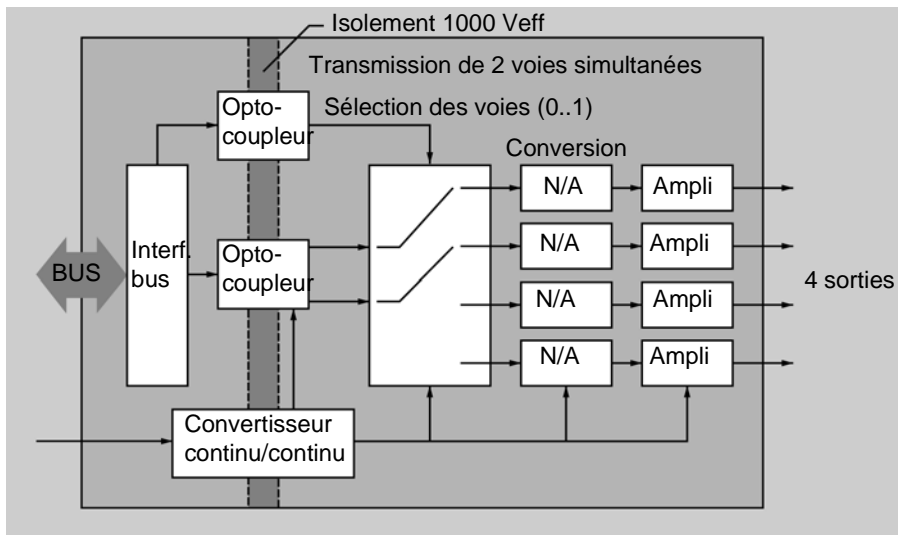 Isolement 1000 Veff
Transmission de 2 voies simultanées
Opto-
coupleur
Sélection des voies (0..1)
Conversion
N/A
Ampli
BUS
Interf.
bus
Opto-
coupleur
N/A
Ampli
4 sorties
N/A
Ampli
N/A
Ampli
Convertisseur
continu/continu